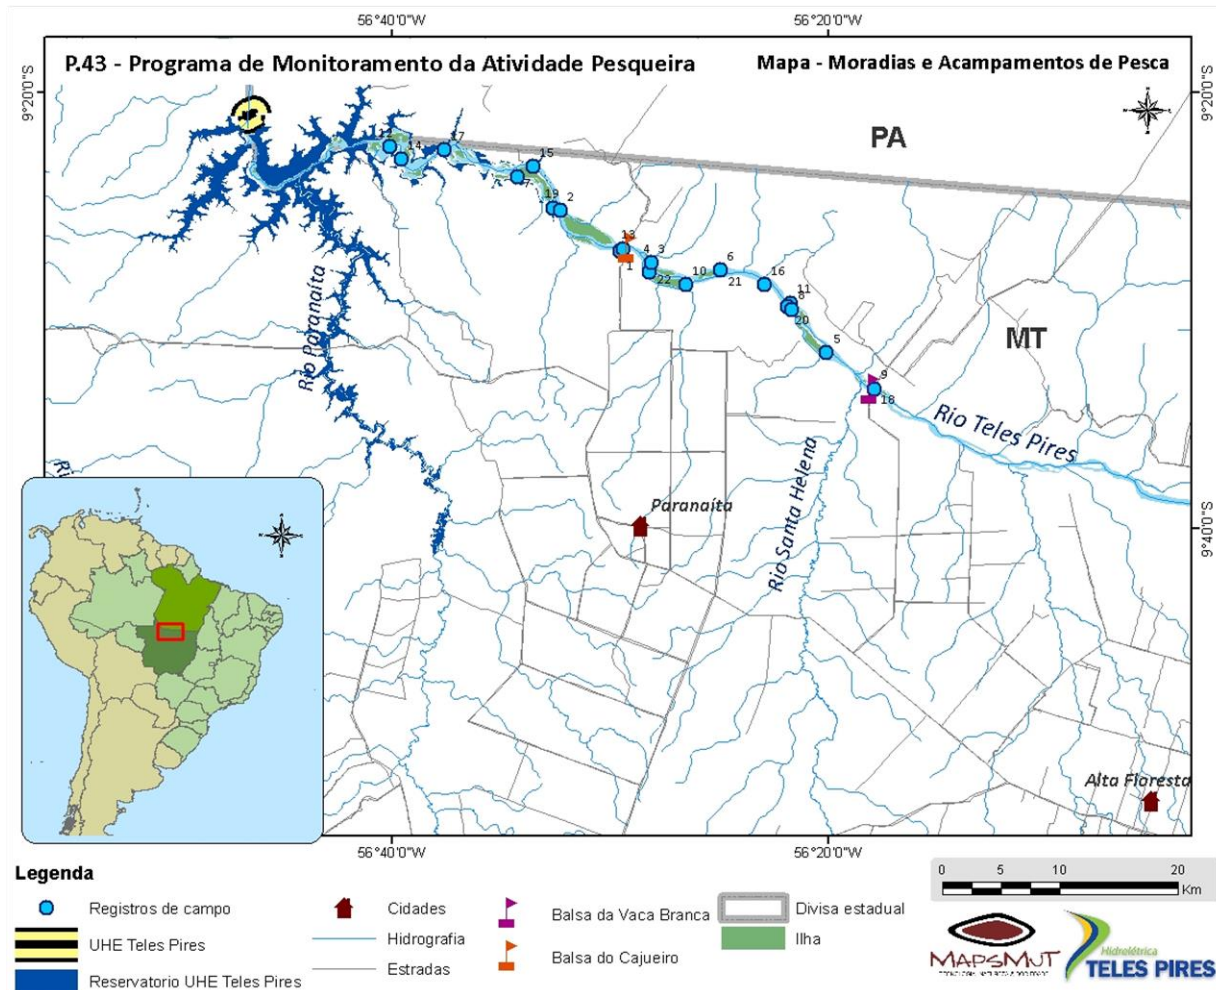 56°40'0"W
56°20'0"W
P.43 - Programa de Monitoramento da Atividade Pesqueira
Mapa - Moradias e Acampamentos de Pesca
9°20'0"S
9°20'0"S
PA
17
15
14
7
19
2
13
4
3
6
1
22
10
21
16
11
8
20
5
MT
9
18
Rio Paranaíta
Rio Teles Pires
Rio Santa Helena
Paranaíta
9°40'0"S
Alta Floresta
56°40'0"W
56°20'0"W
Legenda
Registros de campo
UHE Teles Pires
Reservatorio UHE Teles Pires
Cidades
Hidrografia
Estradas
Balsa da Vaca Branca
Balsa do Cajueiro
Divisa estadual
Ilha
0 5 10 20
Km
MAPSMUT
Hidrelétrica
TELES PIRES